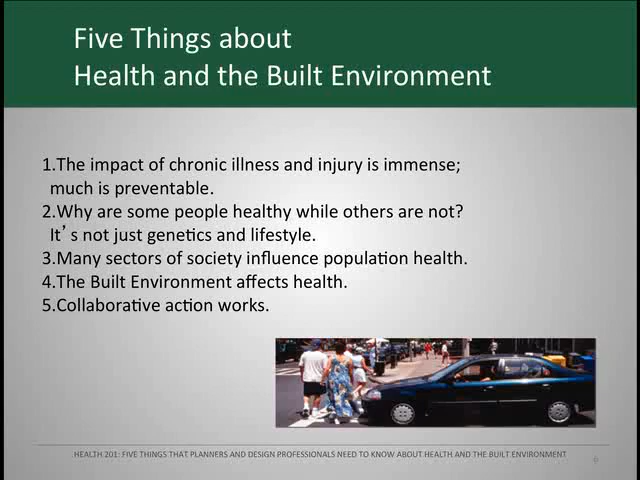 Five Things about
Health and the Built Environment
1.The impact of chronic illness and injury is immense;
much is preventable.
2.Why are some people healthy while others are not?
It's not just genetics and lifestyle.
3.Many sectors of society influence population health.
4.The Built Environment affects health.
5.Collaborative action works.
HEALTH 201: FIVE THINGS THAT PLANNERS AND DESIGN PROFESSIONALS NEED TO KNOW ABOUT HEALTH AND THE BUILT ENVIRONMENT
6